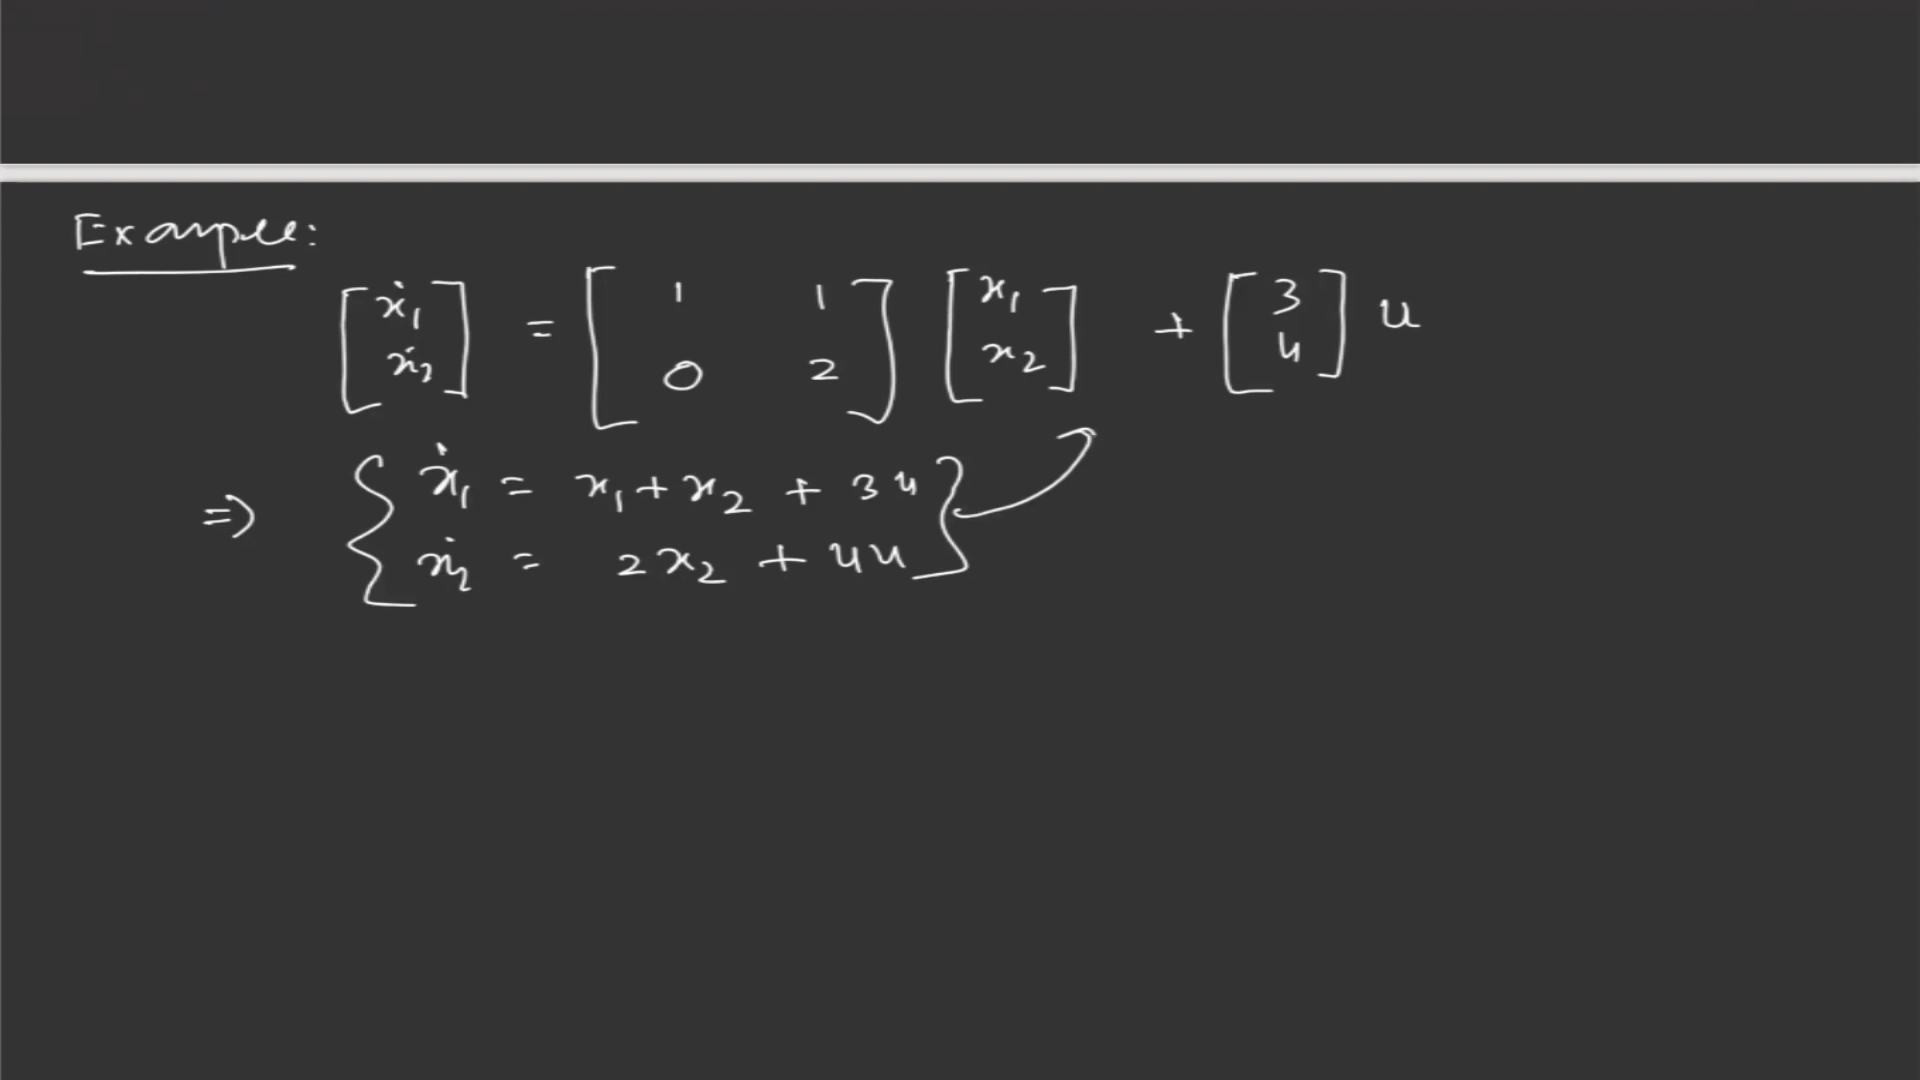 Example:
[ẋ₁ ẋ₂] = [1 1 0 2] [x₁ x₂] + [3 4] u
⇒ { ẋ₁ = x₁ + x₂ + 3u
ẋ₂ = 2x₂ + 4u }